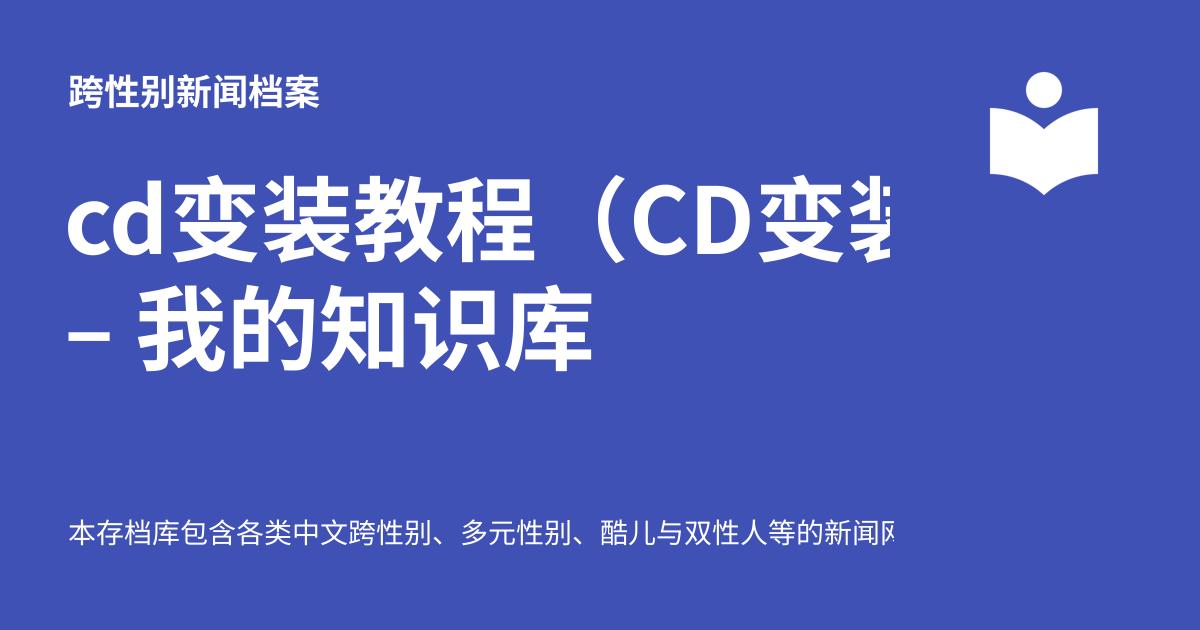 跨性别新闻档案
cd变装教程（CD变装
– 我的知识库
本存档库包含各类中文跨性别、多元性别、酷儿与双性人等的新闻网